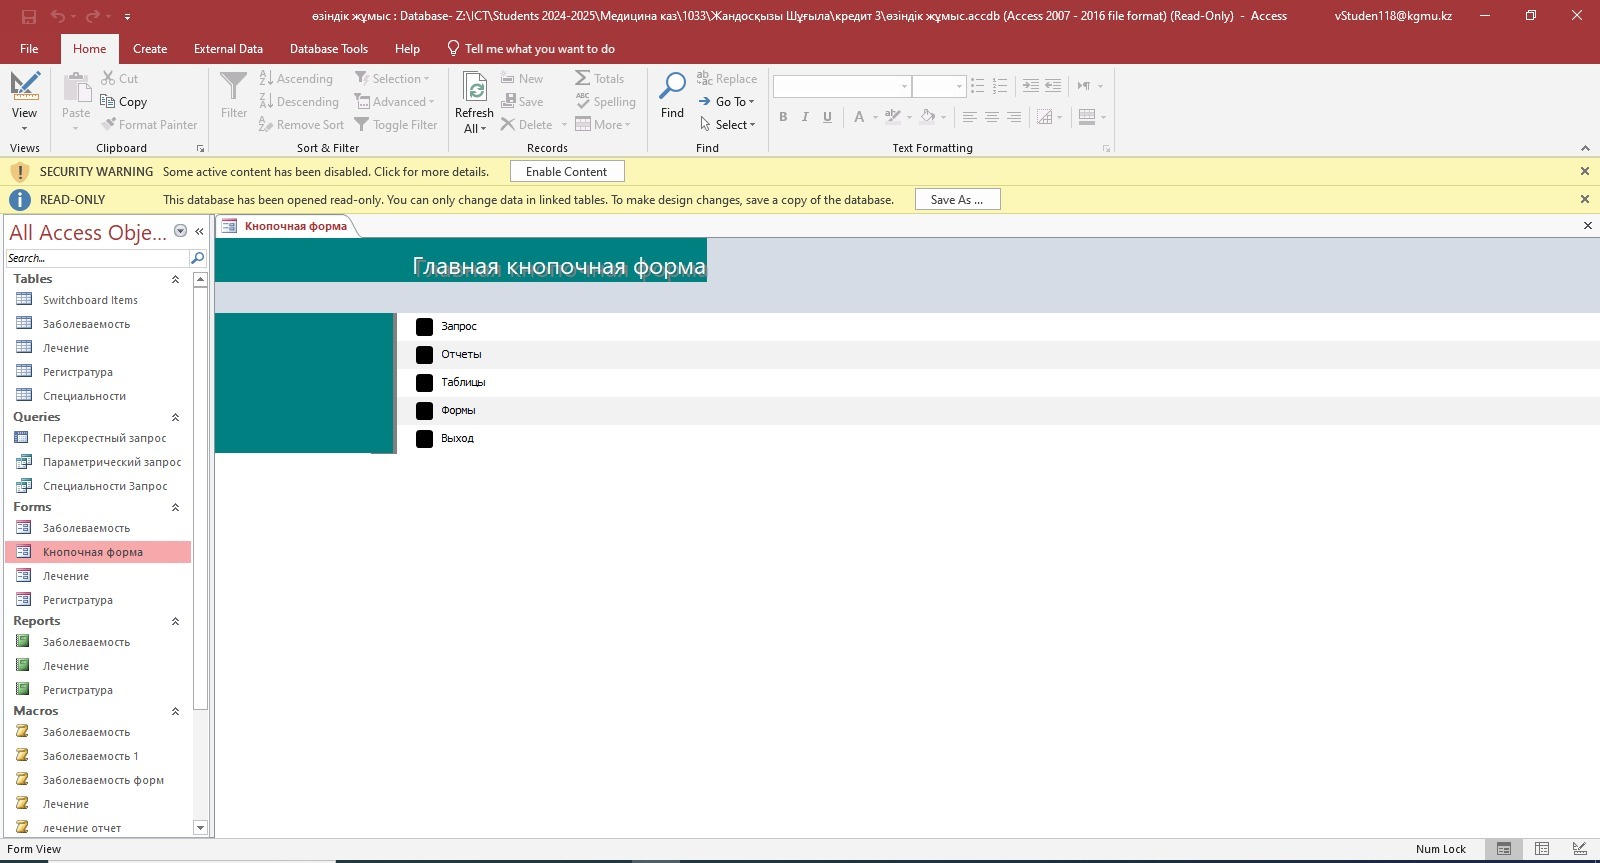 өзіндік жұмыс : Database- Z:\ICT\Students 2024-2025\Медицина каз\1033\Жандосқызы Шұғыла\кредит 3\өзіндік жұмыс.accdb (Access 2007 - 2016 file format) (Read-Only) - Access vStuden118@kgmu.kz
File Home Create External Data Database Tools Help Tell me what you want to do
View
Views
Paste
Cut
Copy
Format Painter
Clipboard
Filter
Ascending
Descending
Remove Sort
Selection
Advanced
Toggle Filter
Sort & Filter
Refresh
All
New
Save
Delete
Totals
Spelling
More
Records
Find
Replace
Go To
Select
Find
B I U A
Text Formatting
SECURITY WARNING Some active content has been disabled. Click for more details. Enable Content
READ-ONLY This database has been opened read-only. You can only change data in linked tables. To make design changes, save a copy of the database. Save As ...
All Access Obje...
Search...
Tables
Switchboard Items
Заболеваемость
Лечение
Регистратура
Специальности
Queries
Перексрестный запрос
Параметрический запрос
Специальности Запрос
Forms
Заболеваемость
Кнопочная форма
Лечение
Регистратура
Reports
Заболеваемость
Лечение
Регистратура
Macros
Заболеваемость
Заболеваемость 1
Заболеваемость форм
Лечение
лечение отчет
Кнопочная форма
Главная кнопочная форма
Запрос
Отчеты
Таблицы
Формы
Выход
Form View
Num Lock